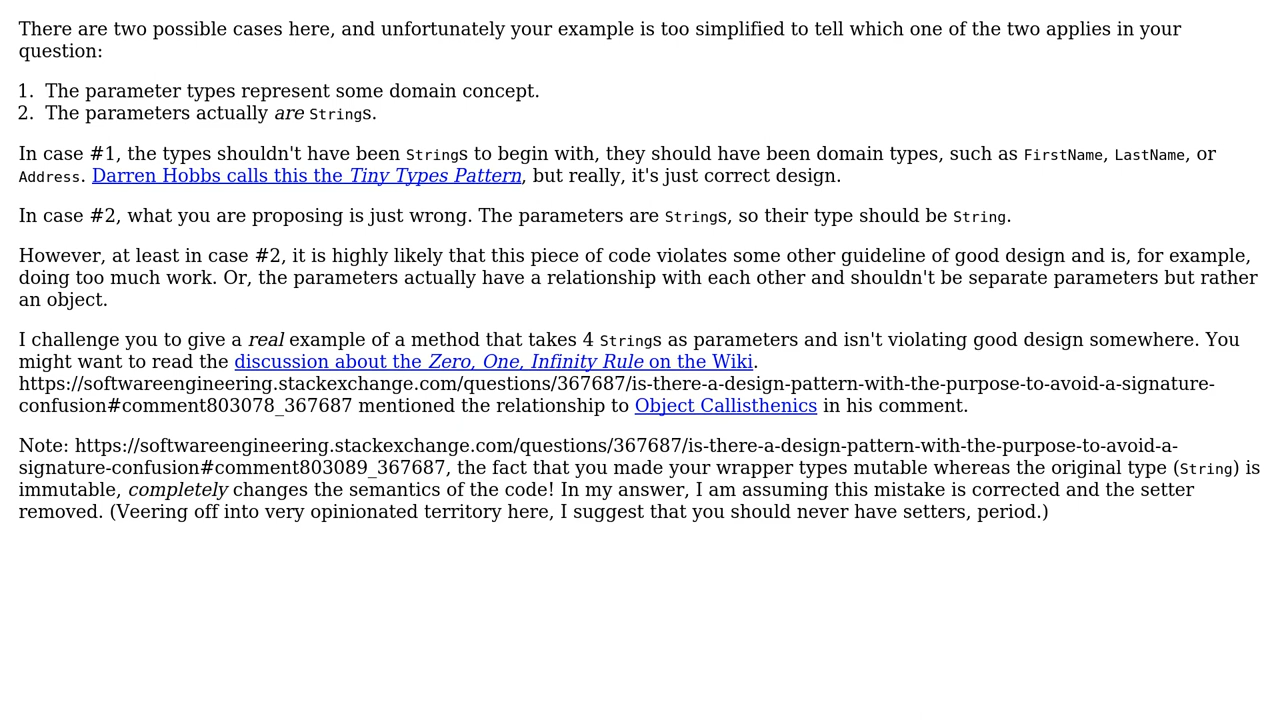 There are two possible cases here, and unfortunately your example is too simplified to tell which one of the two applies in your
question:
1. The parameter types represent some domain concept.
2. The parameters actually are Strings.
In case #1, the types shouldn't have been Strings to begin with, they should have been domain types, such as FirstName, LastName, or
Address. Darren Hobbs calls this the Tiny Types Pattern, but really, it's just correct design.
In case #2, what you are proposing is just wrong. The parameters are Strings, so their type should be String.
However, at least in case #2, it is highly likely that this piece of code violates some other guideline of good design and is, for example,
doing too much work. Or, the parameters actually have a relationship with each other and shouldn't be separate parameters but rather
an object.
I challenge you to give a real example of a method that takes 4 Strings as parameters and isn't violating good design somewhere. You
might want to read the discussion about the Zero, One, Infinity Rule on the Wiki.
https://softwareengineering.stackexchange.com/questions/367687/is-there-a-design-pattern-with-the-purpose-to-avoid-a-signature-
confusion#comment803078_367687 mentioned the relationship to Object Callisthenics in his comment.
Note: https://softwareengineering.stackexchange.com/questions/367687/is-there-a-design-pattern-with-the-purpose-to-avoid-a-
signature-confusion#comment803089_367687, the fact that you made your wrapper types mutable whereas the original type (String) is
immutable, completely changes the semantics of the code! In my answer, I am assuming this mistake is corrected and the setter
removed. (Veering off into very opinionated territory here, I suggest that you should never have setters, period.)